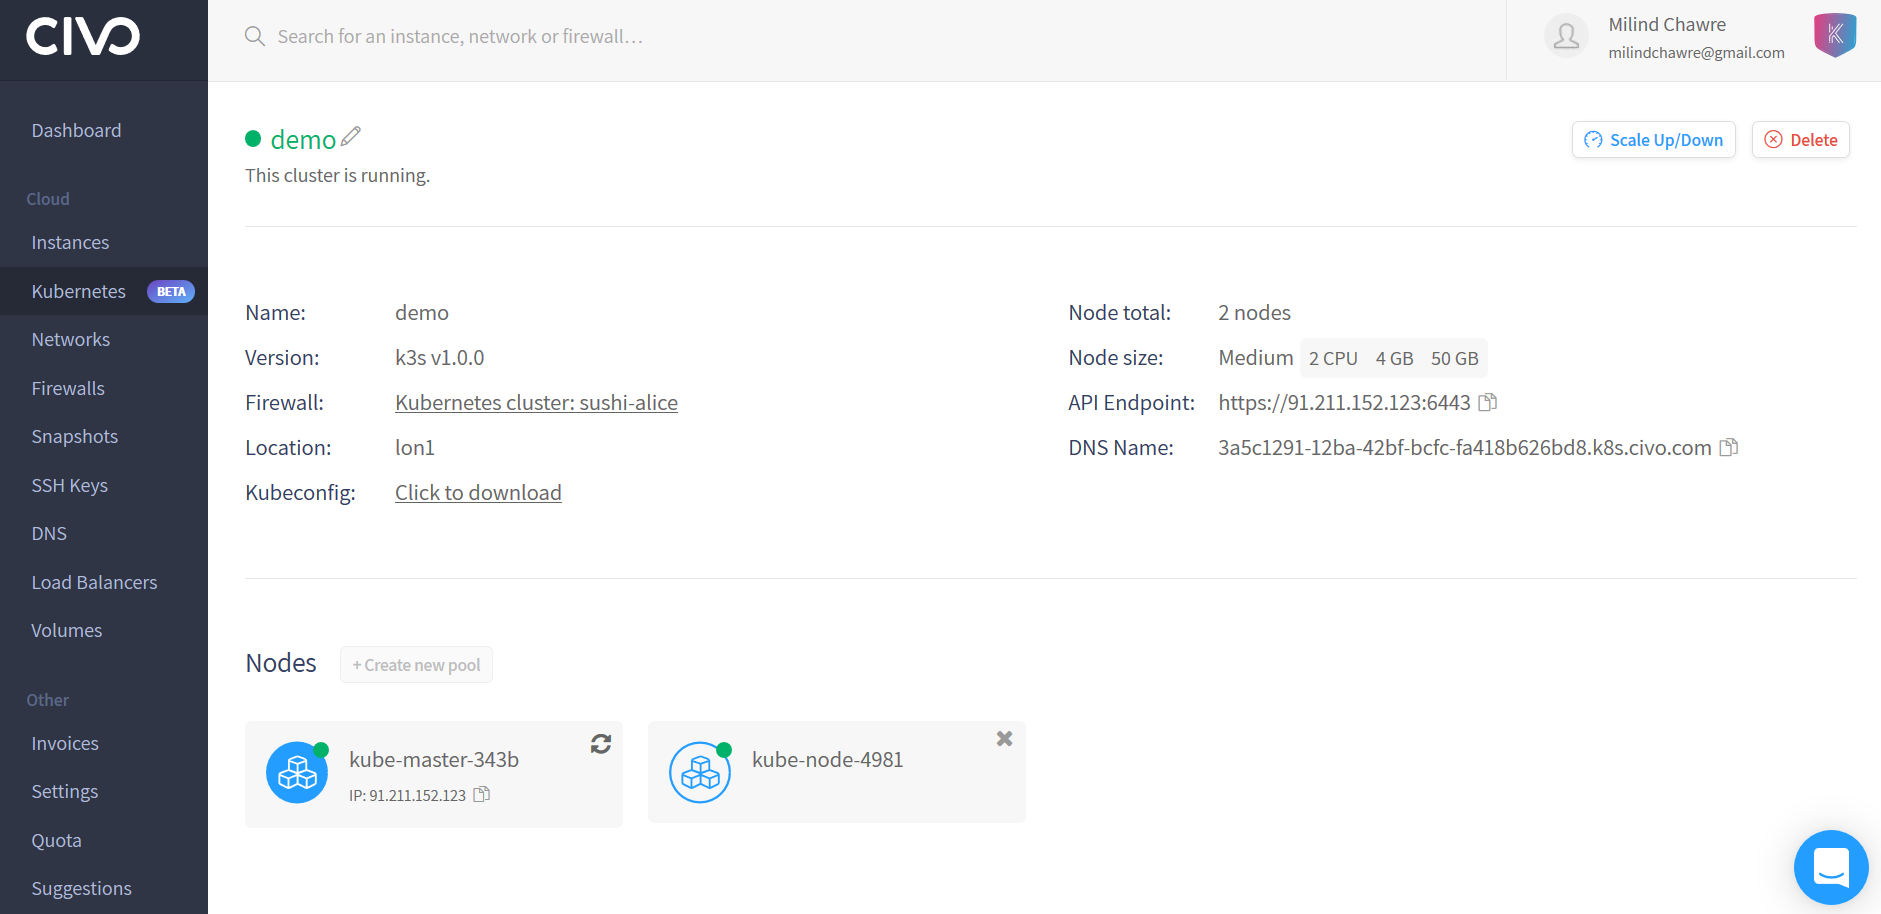 CIVO
Search for an instance, network or firewall...
Milind Chawre
milindchawre@gmail.com
K
Dashboard
Cloud
Instances
Kubernetes BETA
Networks
Firewalls
Snapshots
SSH Keys
DNS
Load Balancers
Volumes
Other
Invoices
Settings
Quota
Suggestions
demo
This cluster is running.
Scale Up/Down
Delete
Name: demo
Version: k3s v1.0.0
Firewall: Kubernetes cluster: sushi-alice
Location: lon1
Kubeconfig: Click to download
Node total: 2 nodes
Node size: Medium 2 CPU 4 GB 50 GB
API Endpoint: https://91.211.152.123:6443
DNS Name: 3a5c1291-12ba-42bf-bcfc-fa418b626bd8.k8s.civo.com
Nodes + Create new pool
kube-master-343b
IP: 91.211.152.123
kube-node-4981